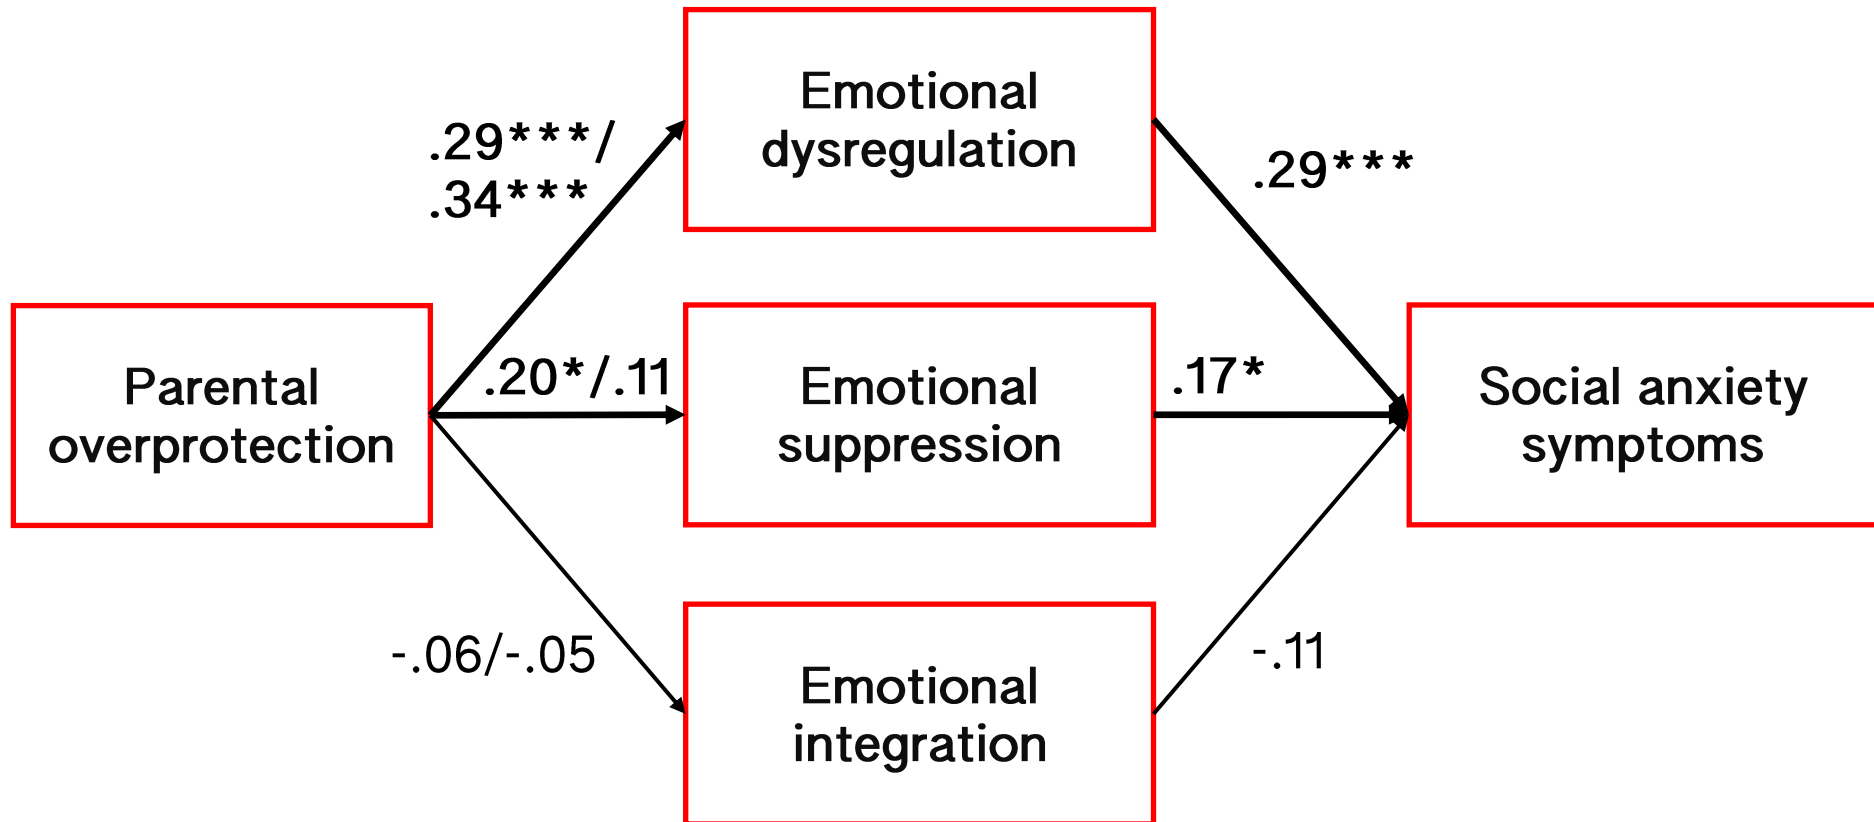 Emotional
dysregulation
.29***/
.34***
.29***
Parental
overprotection
.20*/.11
Emotional
suppression
.17*
Social anxiety
symptoms
-.06/-.05
Emotional
integration
-.11